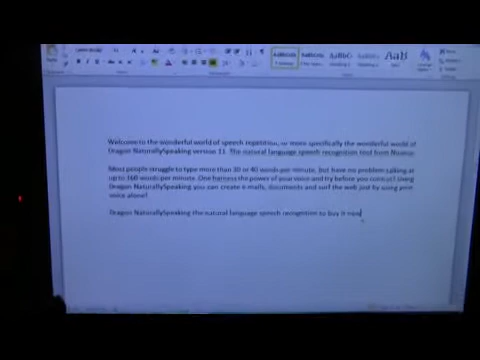 Welcome to the wonderful world of speech repetition, or more specifically the wonderful world of
Dragon NaturallySpeaking version 11. The natural language speech recognition tool from Nuance
Most people struggle to type more than 30 or 40 words per minute, but have no problem talking at
up to 160 words per minute. One harness the power of your voice and try before you Using
Dragon NaturallySpeaking you can create e-mails, documents and surf the web just by using your
voice alone!
Dragon NaturallySpeaking the natural language speech recognition to buy it now